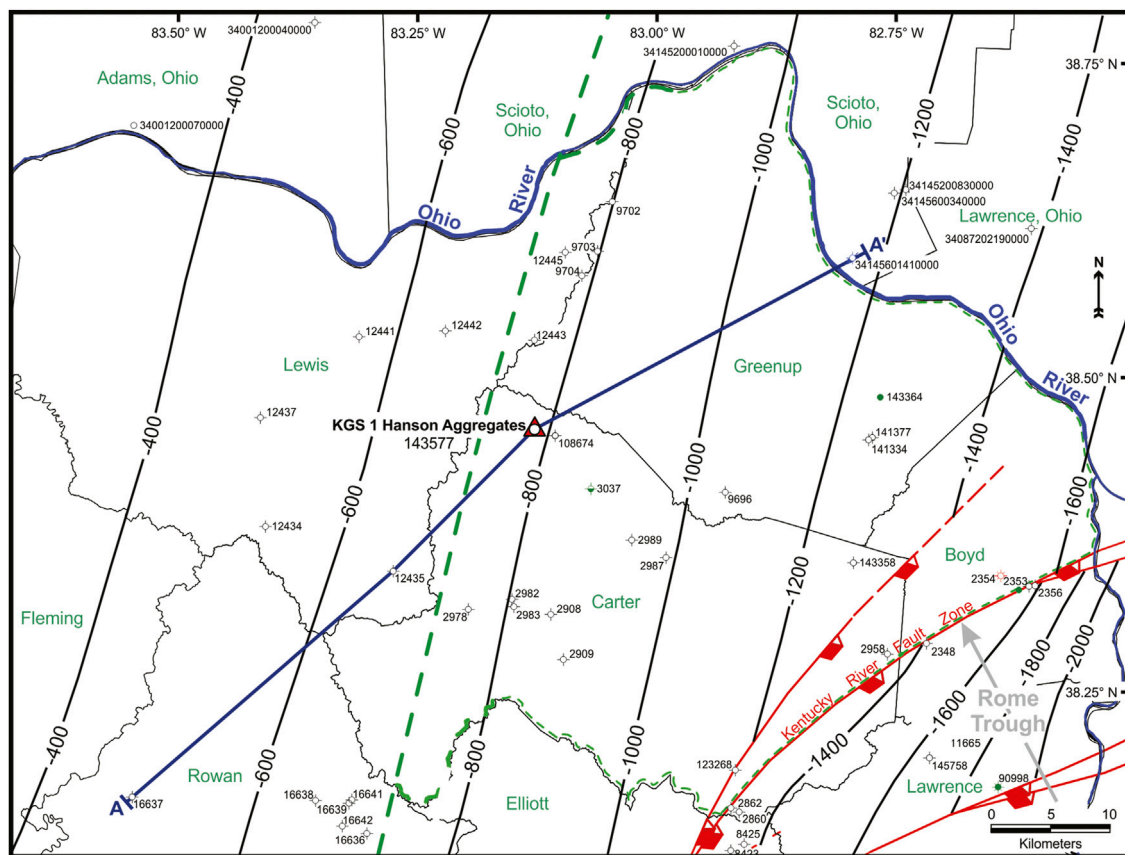 83.50° W
83.25° W
83.00° W
82.75° W
34001200040000
34145200010000
38.75° N
Adams, Ohio
-400
Scioto,
Ohio
Scioto,
Ohio
-1200
-600
-800
-1000
-1400
34001200070000
Ohio
River
34145200830000
34145600340000
9702
Lawrence, Ohio
34087202190000
9703
12445
9704
A'
34145601410000
N
12441
12442
12443
Ohio
River
Lewis
Greenup
38.50° N
143364
12437
-400
KGS 1 Hanson Aggregates
143577
108674
141377
141334
-1400
-800
-1000
-1600
3037
9696
-600
12434
2989
2987
143358
Boyd
12435
-1200
2354
2353
2356
Fleming
2982
2983
2978
2908
Carter
2909
2958
2348
Kentucky River Fault Zone
-1800
-2000
38.25° N
Rome
Trough
-400
-600
-800
-1000
-1400
-1600
11665
145758
Rowan
123268
Lawrence
90998
A
16637
16638
16641
16639
16642
16636
Elliott
2862
2860
8425
8423
0 5 10
Kilometers